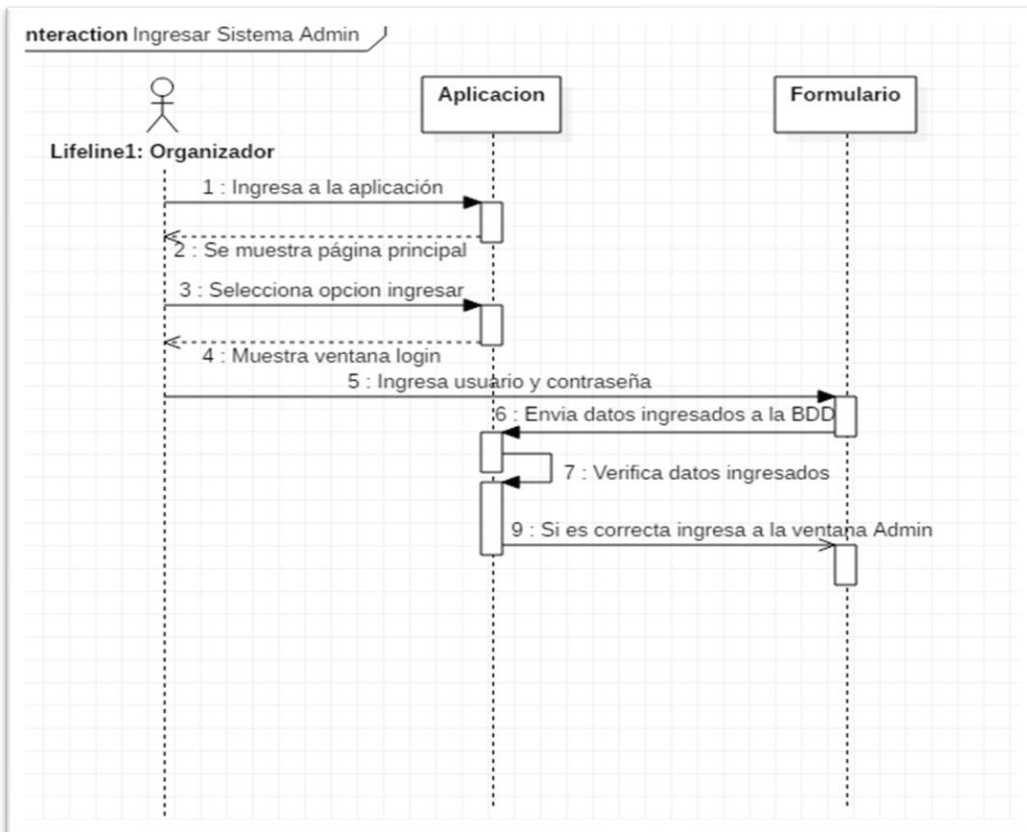 nteraction Ingresar Sistema Admin
Aplicacion
Formulario
Lifeline1: Organizador
1 : Ingresa a la aplicación
2 : Se muestra página principal
3 : Selecciona opcion ingresar
4 : Muestra ventana login
5 : Ingresa usuario y contraseña
6 : Envia datos ingresados a la BDD
7 : Verifica datos ingresados
9 : Si es correcta ingresa a la ventana Admin